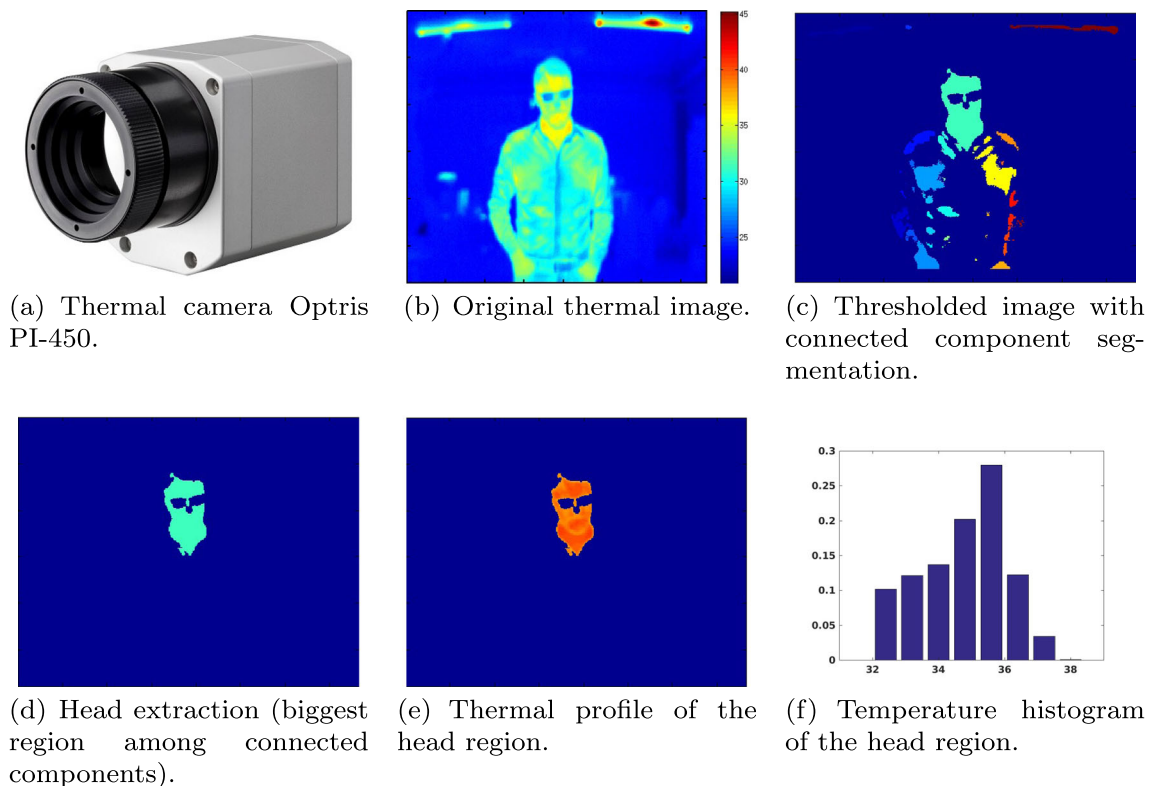 45
40
35
30
25
(a) Thermal camera Optris
PI-450.
(b) Original thermal image.
(c) Thresholded image with
connected component seg-
mentation.
0.3
0.25
0.2
0.15
0.1
0.05
0
32 34 36 38
(d) Head extraction (biggest
region among connected
components).
(e) Thermal profile of the
head region.
(f) Temperature histogram
of the head region.